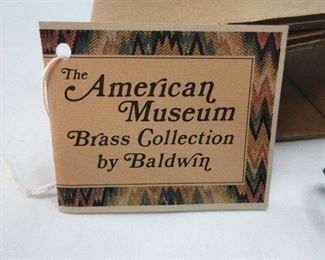 The
American
Museum
Brass Collection
by Baldwin